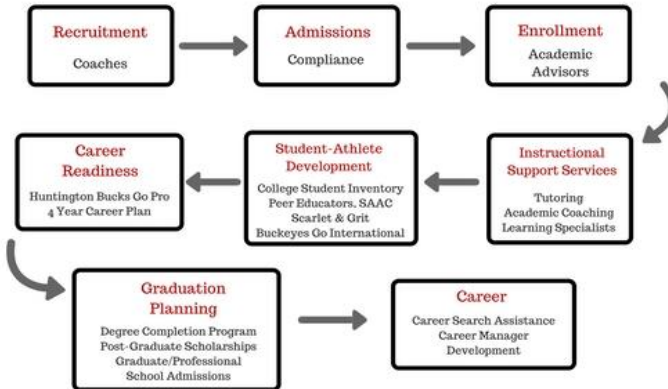 Recruitment
Coaches
Admissions
Compliance
Enrollment
Academic
Advisors
Instructional
Support Services
Tutoring
Academic Coaching
Learning Specialists
Student-Athlete
Development
College Student Inventory
Peer Educators, SAAC
Scarlet & Grit
Buckeyes Go International
Career
Readiness
Huntington Bucks Go Pro
4 Year Career Plan
Graduation
Planning
Degree Completion Program
Post-Graduate Scholarships
Graduate/Professional
School Admissions
Career
Career Search Assistance
Career Manager
Development